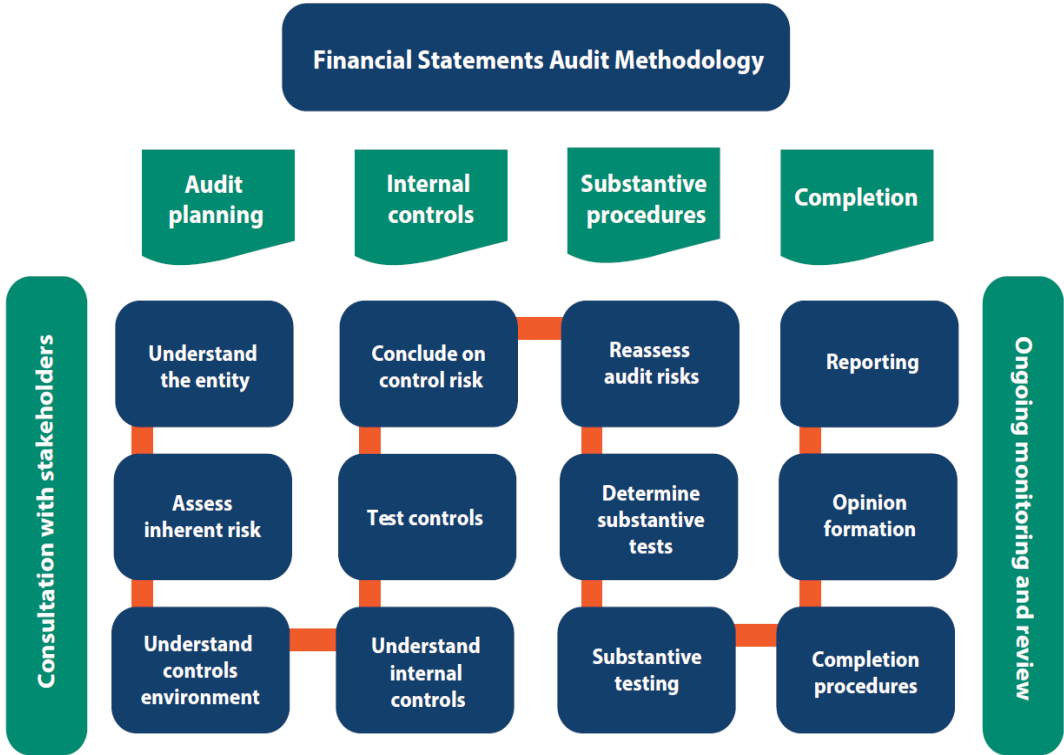 Financial Statements Audit Methodology
Audit
planning
Internal
controls
Substantive
procedures
Completion
Consultation with stakeholders
Understand
the entity
Conclude on
control risk
Reassess
audit risks
Reporting
Assess
inherent risk
Test controls
Determine
substantive
tests
Opinion
formation
Understand
controls
environment
Understand
internal
controls
Substantive
testing
Completion
procedures
Ongoing monitoring and review